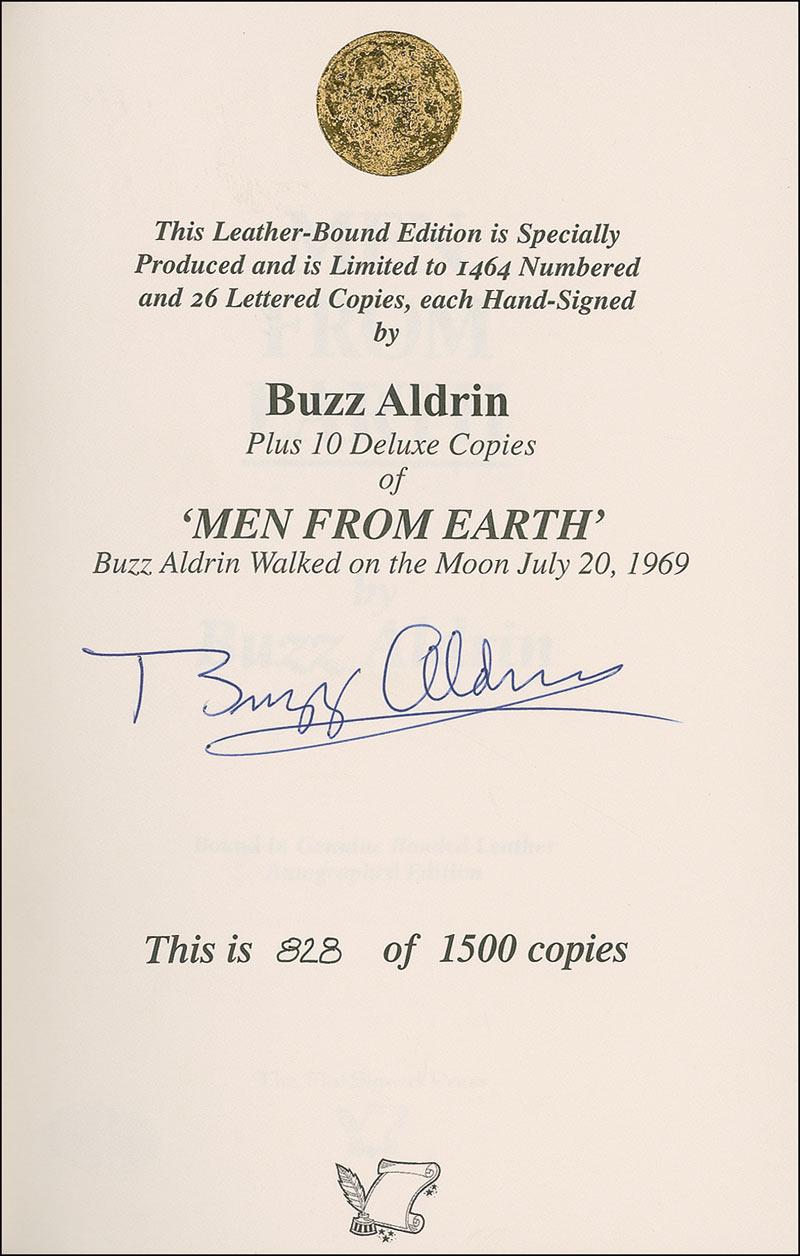 This Leather-Bound Edition is Specially
Produced and is Limited to 1464 Numbered
and 26 Lettered Copies, each Hand-Signed
by
Buzz Aldrin
Plus 10 Deluxe Copies
of
‘MEN FROM EARTH’
Buzz Aldrin Walked on the Moon July 20, 1969
Buzz Aldrin
This is 828 of 1500 copies